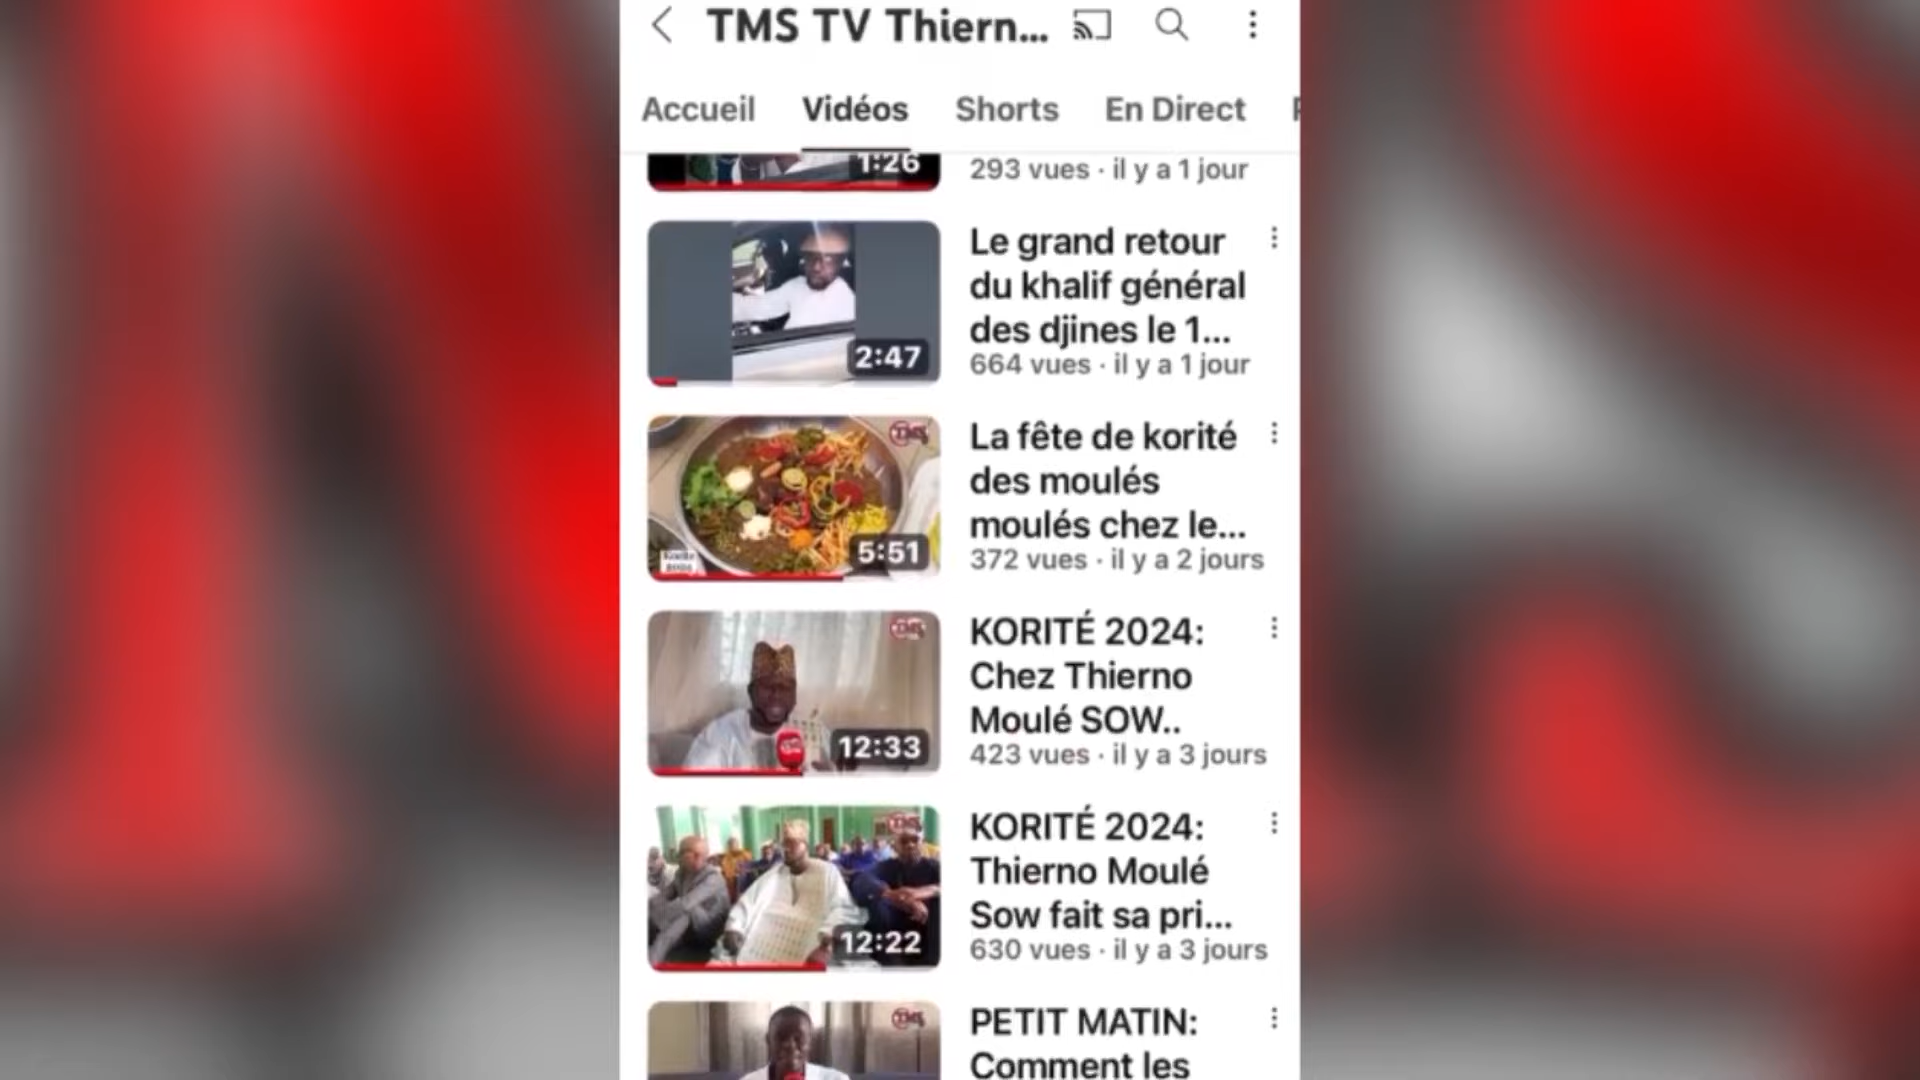 TMS TV Thiern...
Accueil Vidéos Shorts En Direct
1:26
293 vues · il y a 1 jour
Le grand retour
du khalif général
des djines le 1...
2:47
664 vues · il y a 1 jour
TMS
La fête de korité
des moulés
moulés chez le...
5:51
372 vues · il y a 2 jours
TMS
KORITÉ 2024:
Chez Thierno
Moulé SOW..
12:33
423 vues · il y a 3 jours
TMS
KORITÉ 2024:
Thierno Moulé
Sow fait sa pri...
12:22
630 vues · il y a 3 jours
TMS
PETIT MATIN:
Comment les